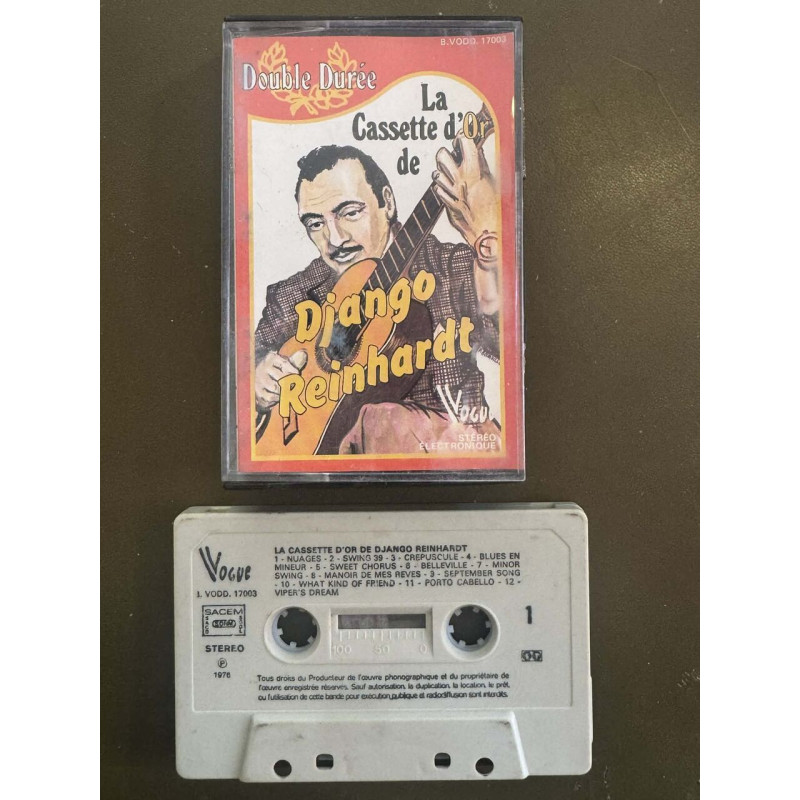 B.VODD. 17003
Double Durée
La
Cassette d'Or
de
Django
Reinhardt
VOGUE
STÉRÉO
ÉLECTRONIQUE
VOGUE
B. VODD. 17003
SACEM
STEREO
℗
1976
LA CASSETTE D'OR DE DJANGO REINHARDT
1 - NUAGES - 2 - SWING 39 - 3 - CREPUSCULE - 4 - BLUES EN
MINEUR - 5 - SWEET CHORUS - 6 - BELLEVILLE - 7 - MINOR
SWING - 8 - MANOIR DE MES REVES - 9 - SEPTEMBER SONG
- 10 - WHAT KIND OF FRIEND - 11 - PORTO CABELLO - 12 -
VIPER'S DREAM
1
100 50 0
Tous droits du Producteur de l'œuvre phonographique et du propriétaire de
l'œuvre enregistrée réservés. Sauf autorisation, la duplication, la location, le prêt,
ou l'utilisation de cette bande pour exécution publique et radiodiffusion sont interdits.